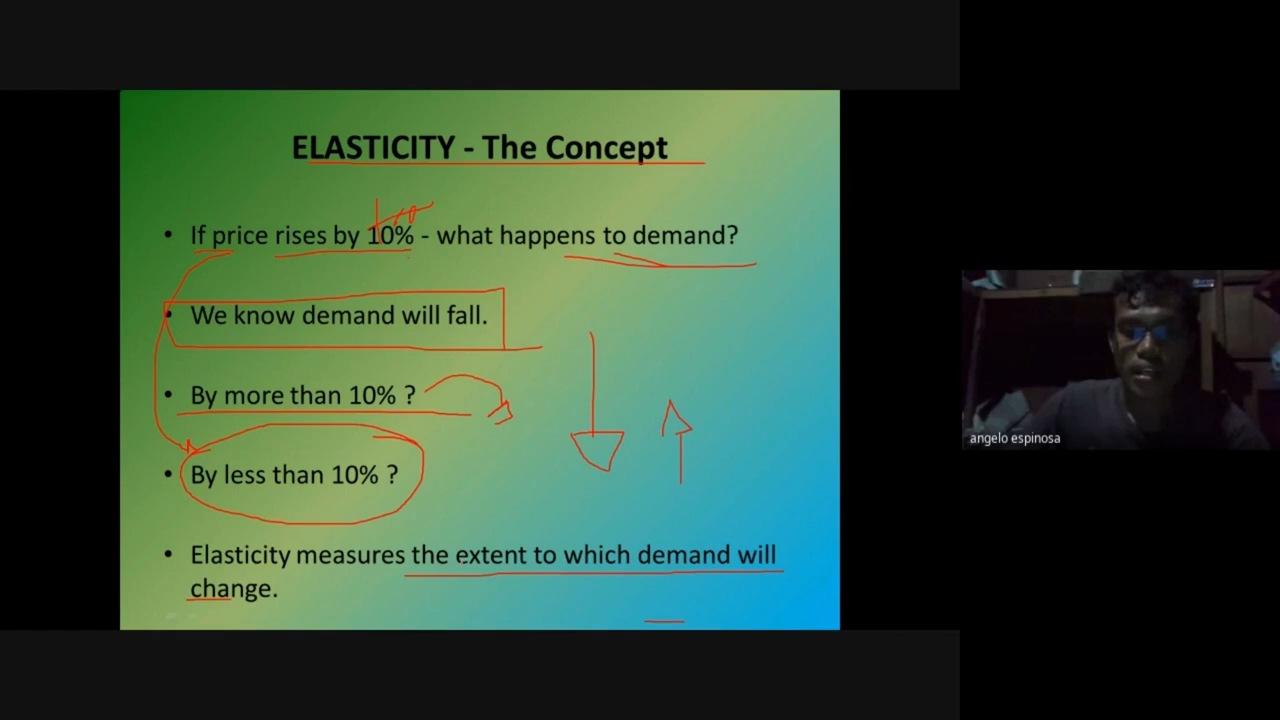 ELASTICITY - The Concept
• If price rises by 10% - what happens to demand?
• We know demand will fall.
• By more than 10% ?
• By less than 10% ?
• Elasticity measures the extent to which demand will
change.
angelo espinosa